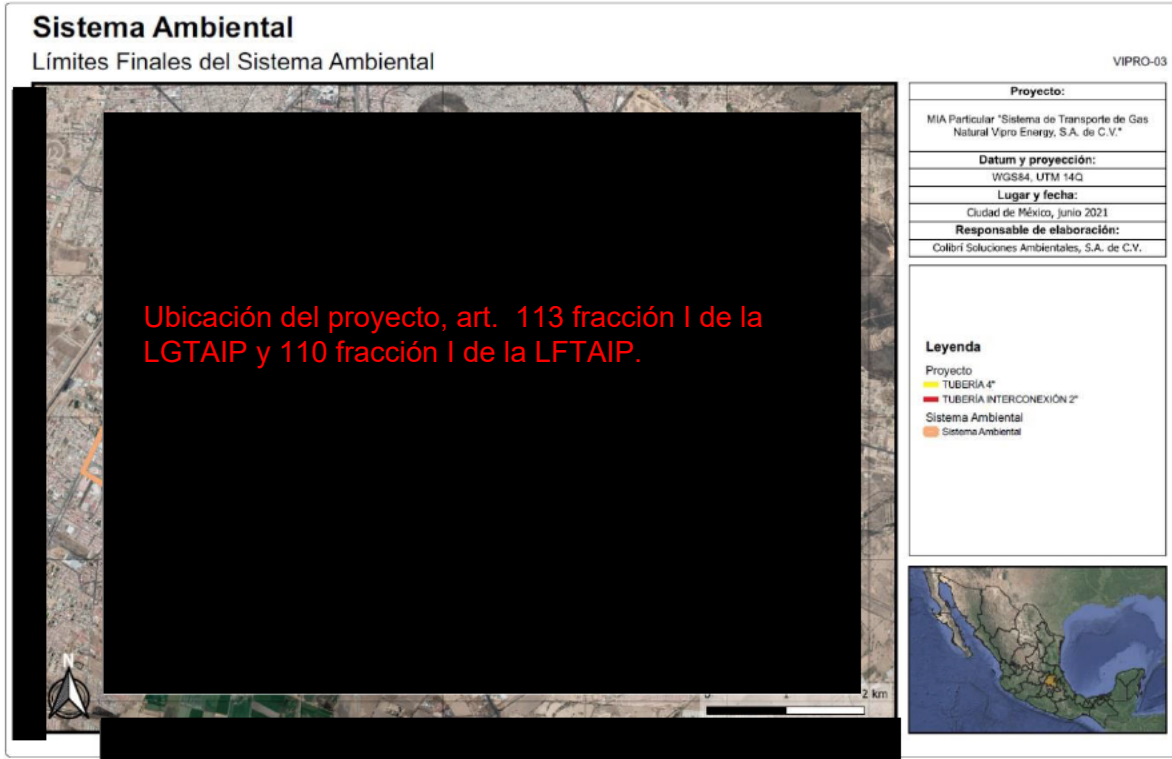 Sistema Ambiental
Límites Finales del Sistema Ambiental
VIPRO-03
Proyecto:
MIA Particular "Sistema de Transporte de Gas
Natural Vipro Energy, S.A. de C.V."
Datum y proyección:
WGS84, UTM 14Q
Lugar y fecha:
Ciudad de México, junio 2021
Responsable de elaboración:
Colibrí Soluciones Ambientales, S.A. de C.V.
Ubicación del proyecto, art. 113 fracción I de la
LGTAIP y 110 fracción I de la LFTAIP.
Leyenda
Proyecto
TUBERÍA 4"
TUBERÍA INTERCONEXIÓN 2"
Sistema Ambiental
Sistema Ambiental
N
2 km